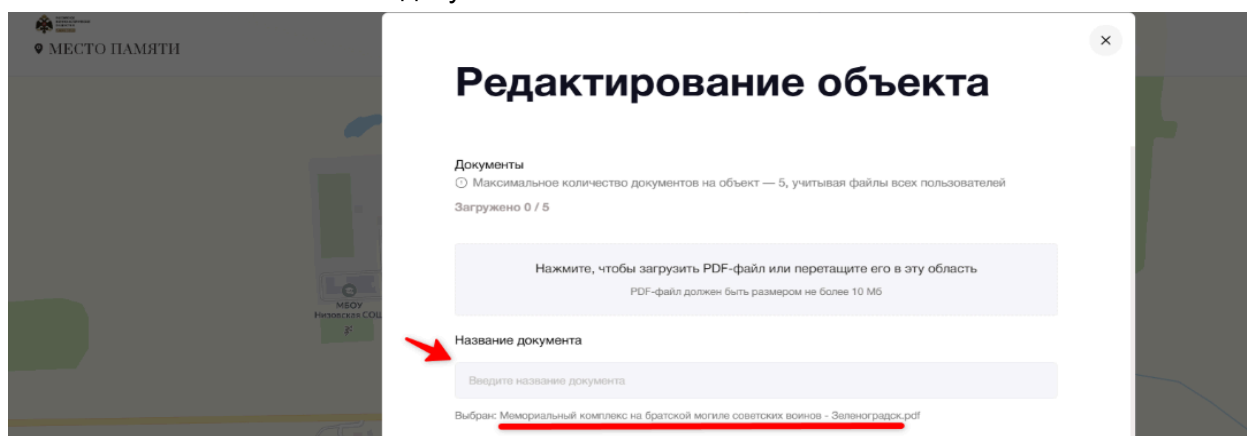 МЕСТО ПАМЯТИ
Редактирование объекта
Документы
Максимальное количество документов на объект — 5, учитывая файлы всех пользователей
Загружено 0 / 5
Нажмите, чтобы загрузить PDF-файл или перетащите его в эту область
PDF-файл должен быть размером не более 10 Мб
МБОУ
Низовская СОШ
Название документа
Введите название документа
Выбран: Мемориальный комплекс на братской могиле советских воинов - Зеленоградск.pdf